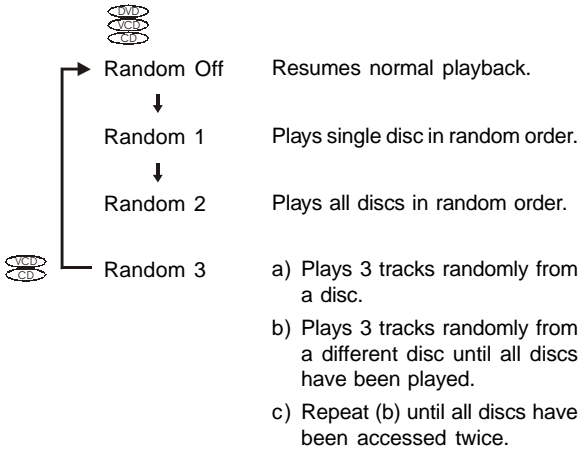 DVD
VCD
CD
Random Off Resumes normal playback.
Random 1 Plays single disc in random order.
Random 2 Plays all discs in random order.
VCD
CD
Random 3 a) Plays 3 tracks randomly from
a disc.
b) Plays 3 tracks randomly from
a different disc until all discs
have been played.
c) Repeat (b) until all discs have
been accessed twice.